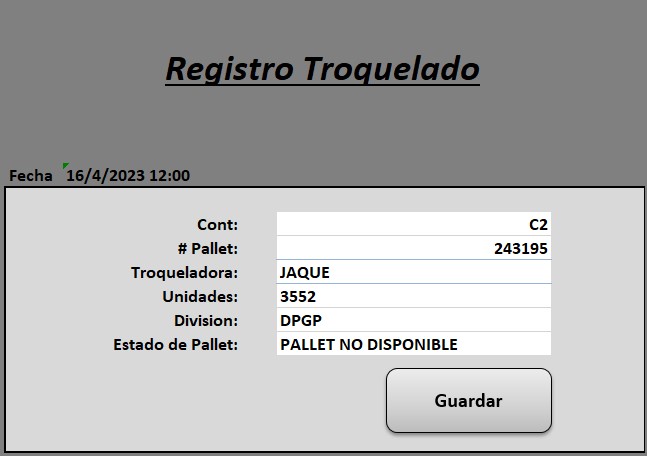 Registro Troquelado
Fecha 16/4/2023 12:00
Cont: C2
# Pallet: 243195
Troqueladora: JAQUE
Unidades: 3552
Division: DPGP
Estado de Pallet: PALLET NO DISPONIBLE
Guardar